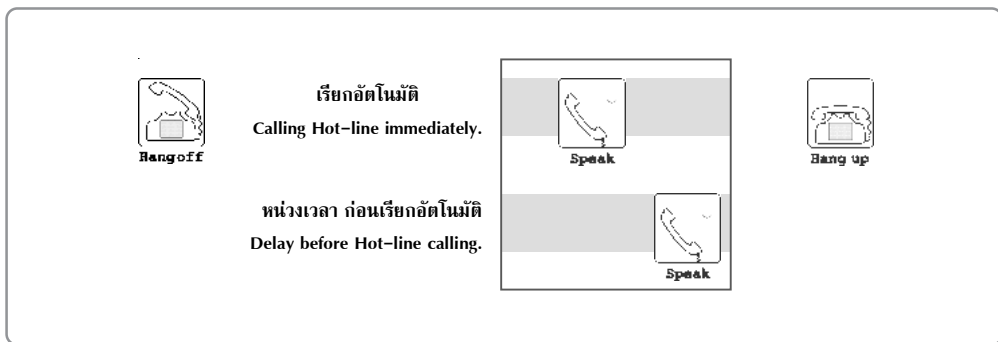 เรียกอัตโนมัติ
Calling Hot-line immediately.
Hangoff
Speak
Hang up
หน่วงเวลา ก่อนเรียกอัตโนมัติ
Delay before Hot-line calling.
Speak